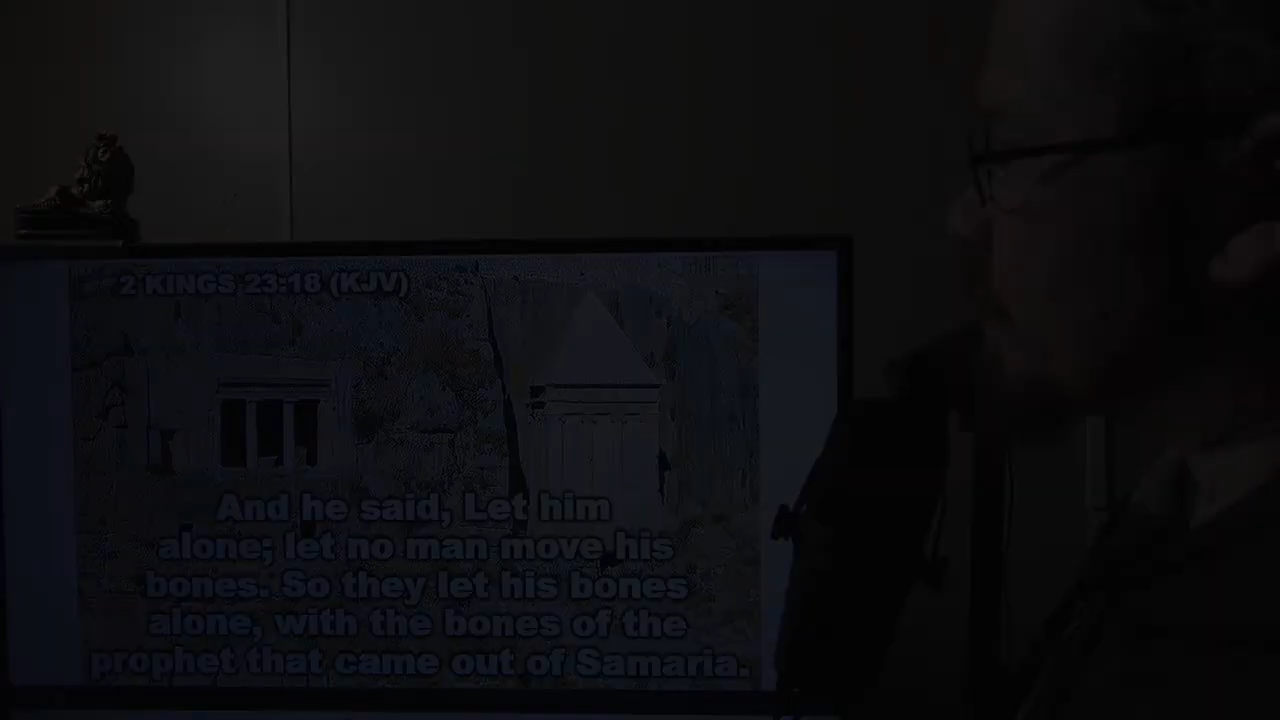 2 KINGS 23:18 (KJV)
And he said, Let him
alone; let no man move his
bones. So they let his bones
alone, with the bones of the
prophet that came out of Samaria.